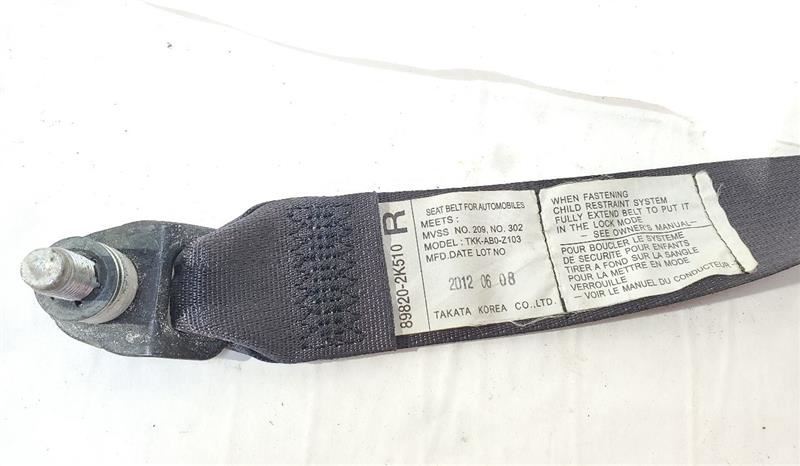 89820-2K510 R
SEAT BELT FOR AUTOMOBILES
MEETS :
MVSS NO. 209, NO. 302
MODEL : TKK-AB0-Z103
MFD.DATE LOT NO
2012 06 08
TAKATA KOREA CO.,LTD.
WHEN FASTENING
CHILD RESTRAINT SYSTEM
FULLY EXTEND BELT TO PUT IT
IN THE LOCK MODE
- SEE OWNER'S MANUAL-
POUR BOUCLER LE SYSTEME
DE SECURITE POUR ENFANTS
TIRER A FOND SUR LA SANGLE
POUR LA METTRE EN MODE
VERROUILLE
- VOIR LE MANUEL DU CONDUCTEUR-